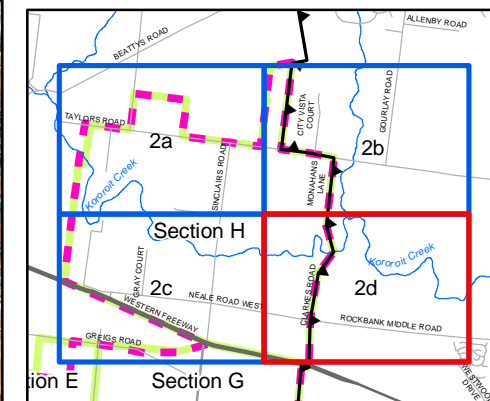 ALLENBY ROAD
BEATTYS ROAD
GOURLAY ROAD
CITY VISTA
COURT
TAYLORS ROAD
2a
2b
SINCLAIRS ROAD
MONAHANS
LANE
Kororoit Creek
Section H
Kororoit Creek
GRAY COURT
2c
CLARKES ROAD
2d
NEALE ROAD WEST
WESTERN FREEWAY
ROCKBANK MIDDLE ROAD
GREIGS ROAD
tion E
Section G
WESTWOOD
DRIVE